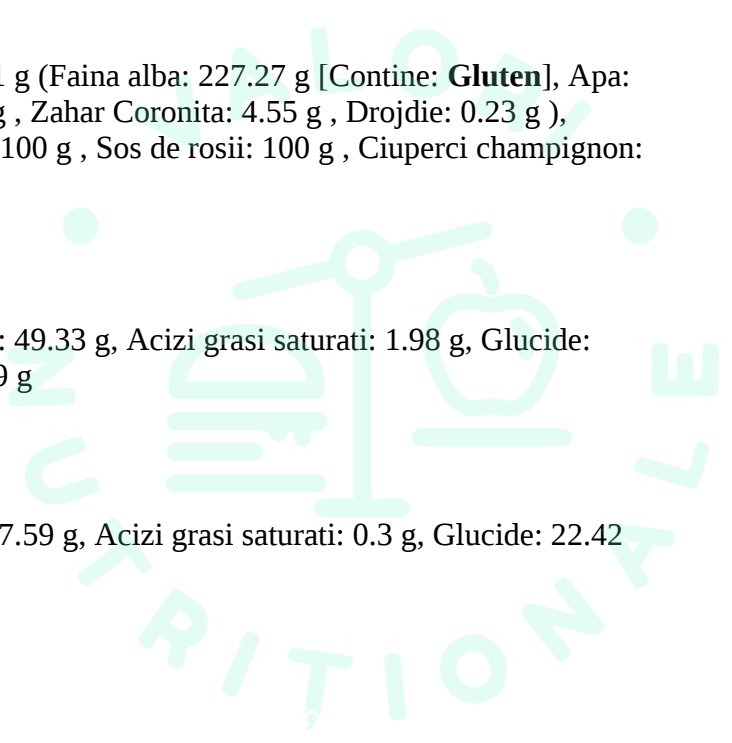 1 g (Faina alba: 227.27 g [Contine: Gluten], Apa:
g , Zahar Coronita: 4.55 g , Drojdie: 0.23 g ),
100 g , Sos de rosii: 100 g , Ciuperci champignon:
: 49.33 g, Acizi grasi saturati: 1.98 g, Glucide:
9 g
7.59 g, Acizi grasi saturati: 0.3 g, Glucide: 22.42
VALORI
NUTRITIONALE